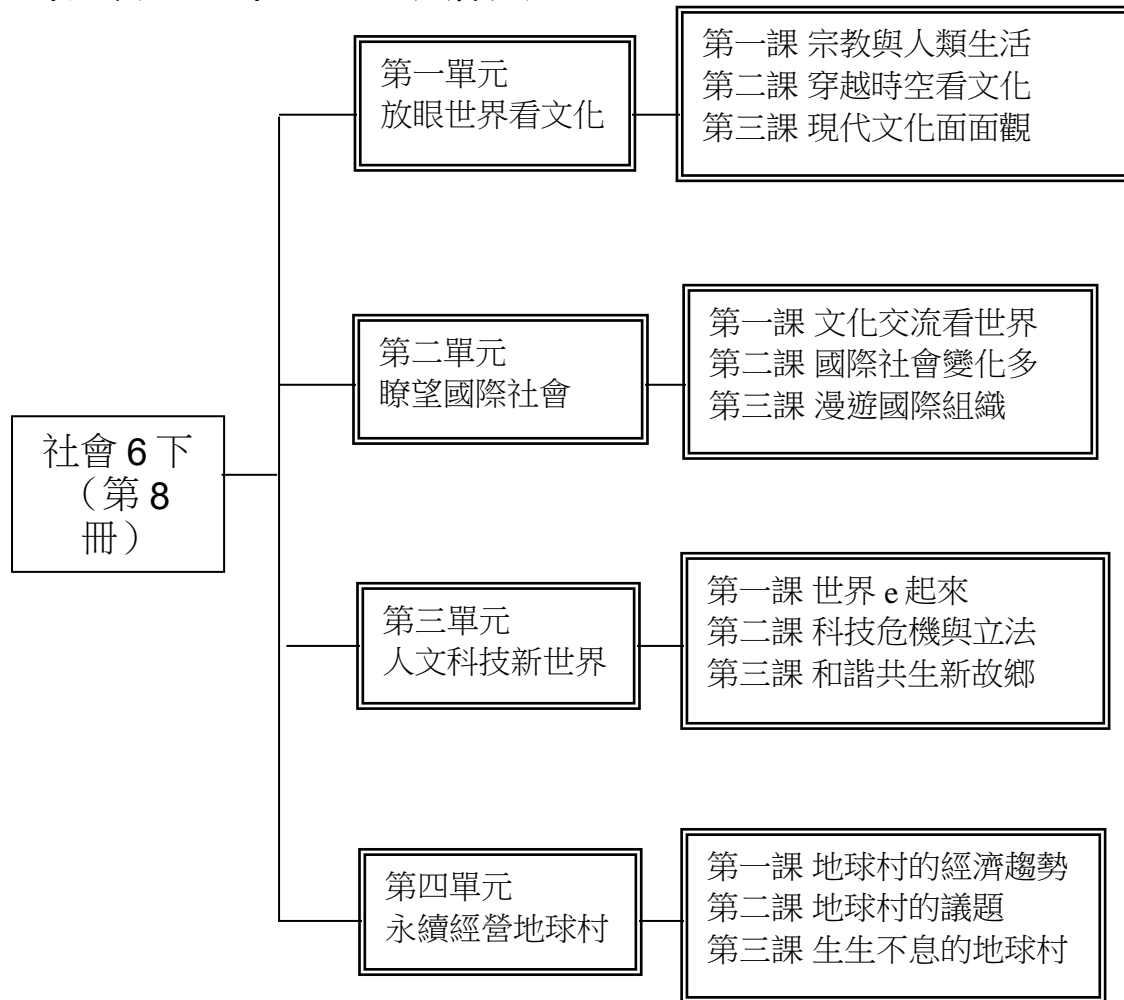 第一單元
放眼世界看文化
第一課 宗教與人類生活
第二課 穿越時空看文化
第三課 現代文化面面觀
第二單元
瞭望國際社會
第一課 文化交流看世界
第二課 國際社會變化多
第三課 漫遊國際組織
社會 6 下
（第 8
冊）
第三單元
人文科技新世界
第一課 世界 e 起來
第二課 科技危機與立法
第三課 和諧共生新故鄉
第四單元
永續經營地球村
第一課 地球村的經濟趨勢
第二課 地球村的議題
第三課 生生不息的地球村